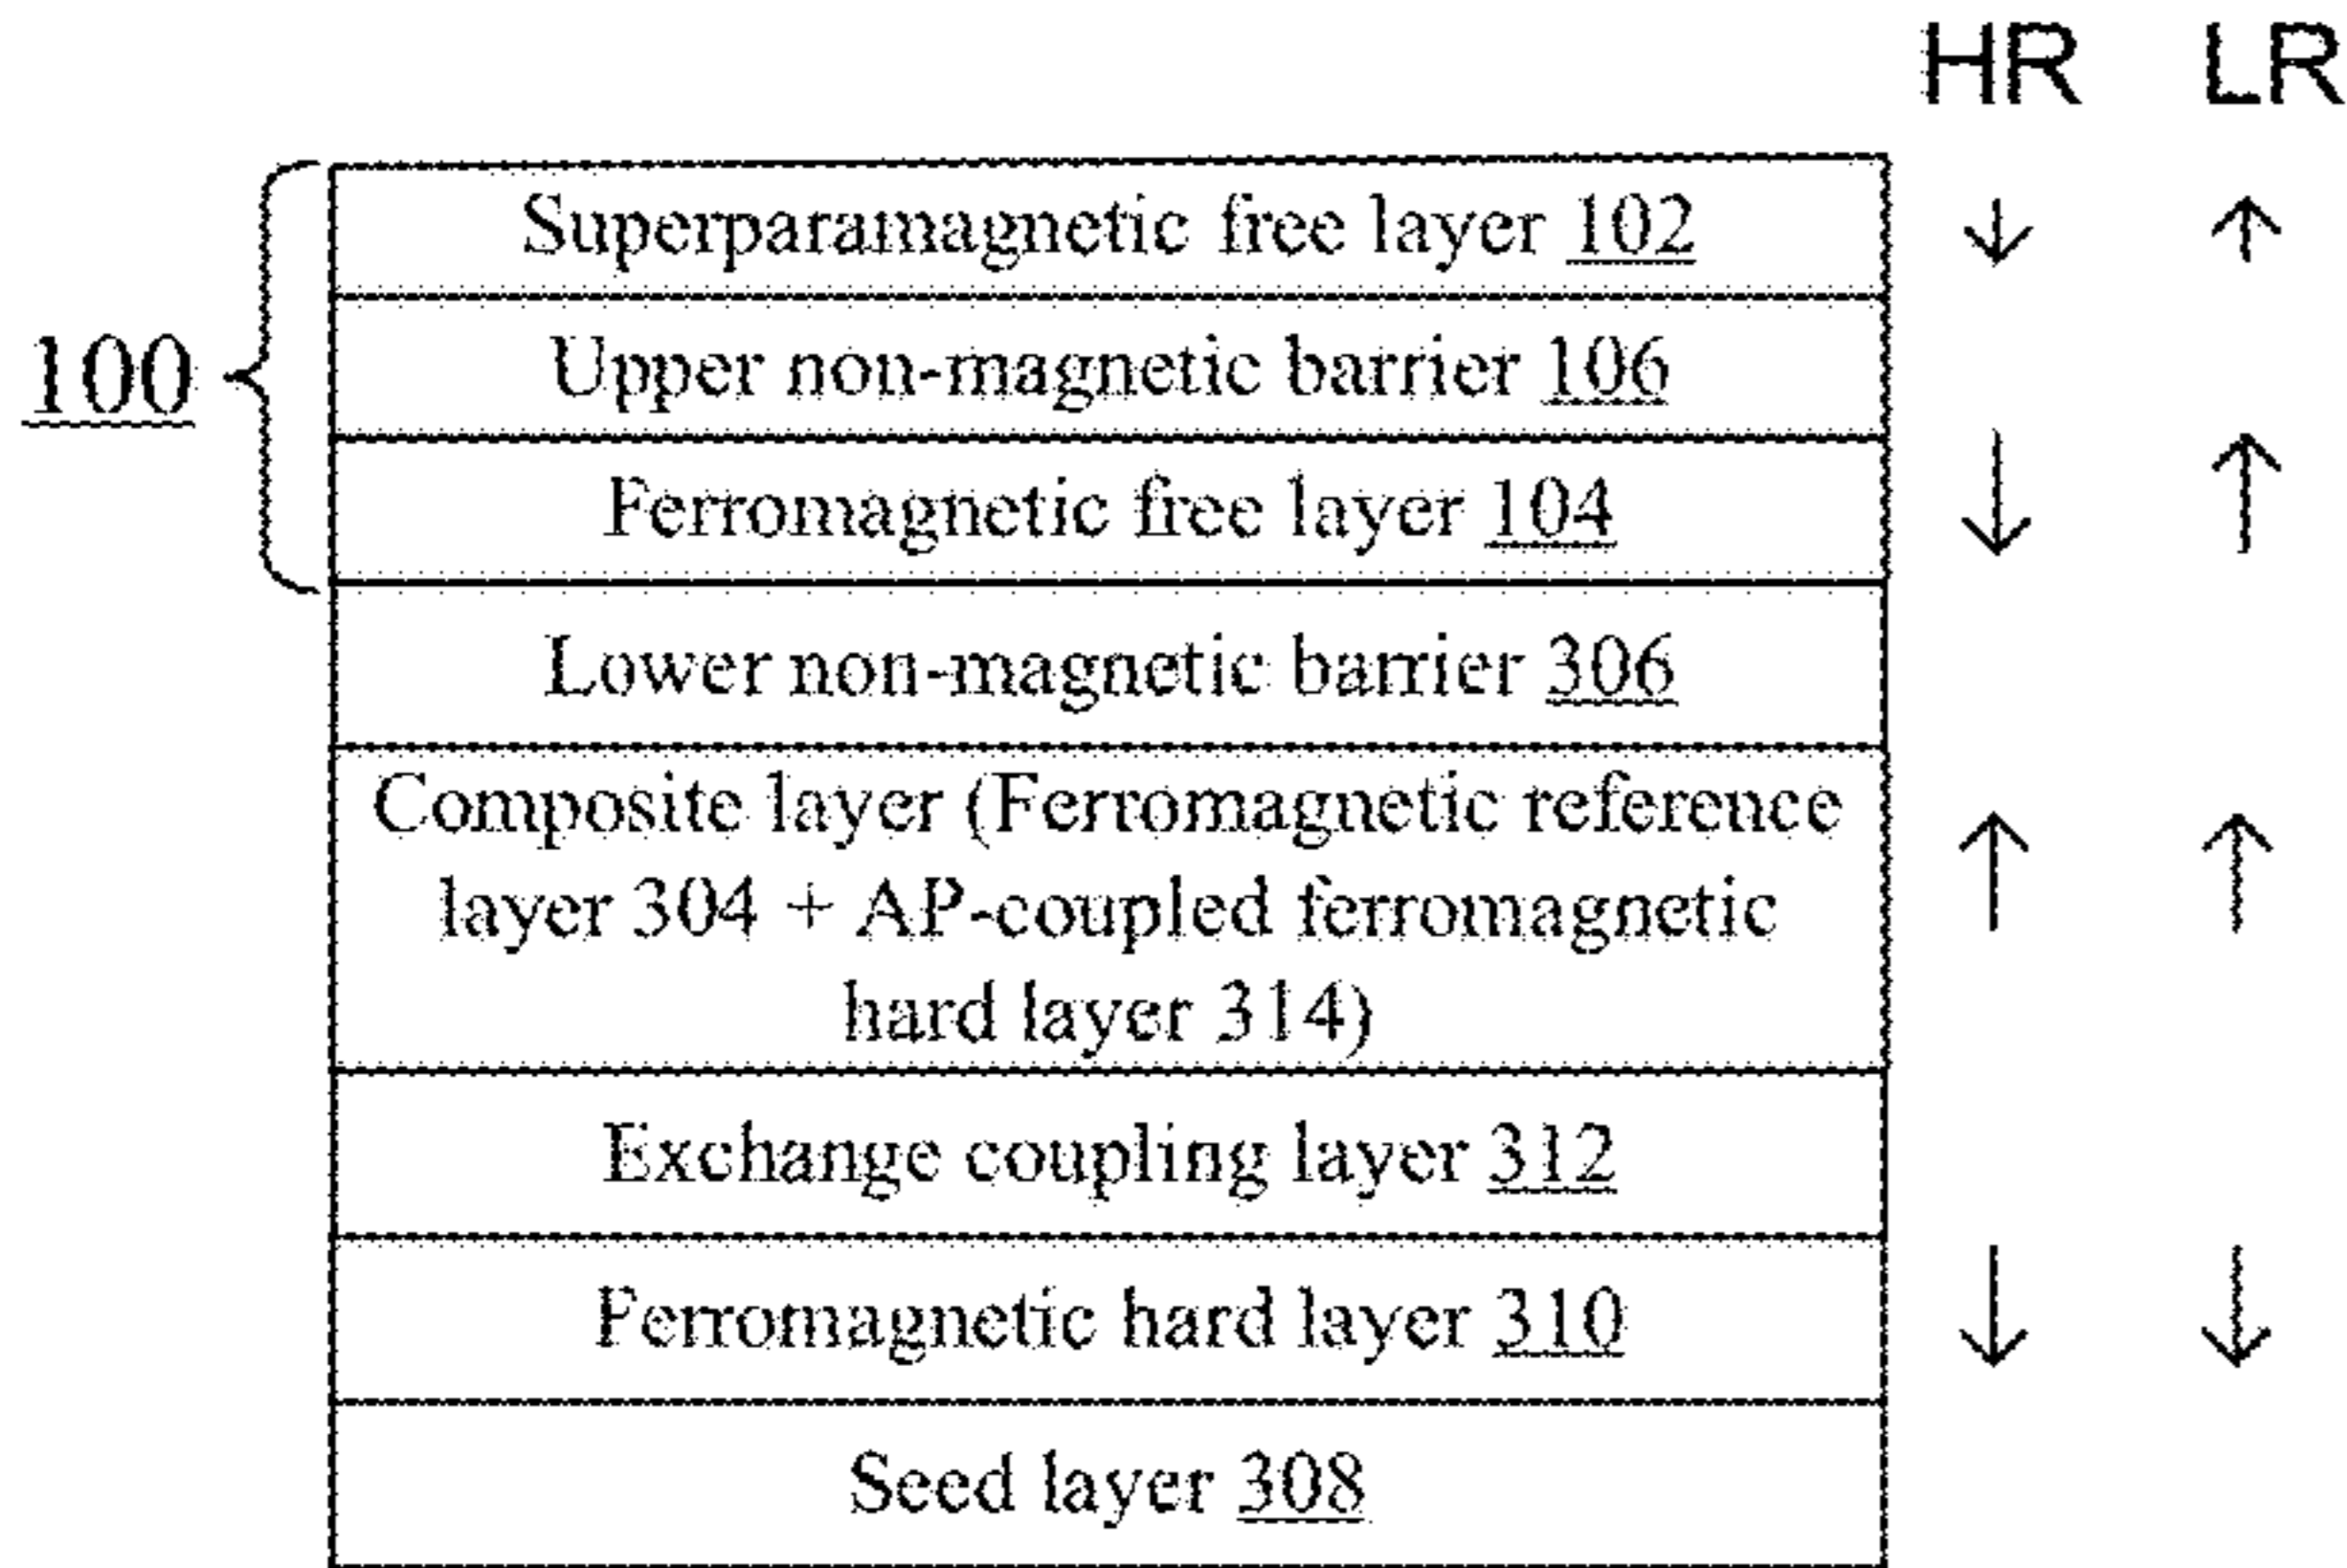 HR LR
Superparamagnetic free layer 102
Upper non-magnetic barrier 106
100
Ferromagnetic free layer 104
Lower non-magnetic barrier 306
Composite layer (Ferromagnetic reference
layer 304 + AP-coupled ferromagnetic
hard layer 314)
Exchange coupling layer 312
Ferromagnetic hard layer 310
Seed layer 308